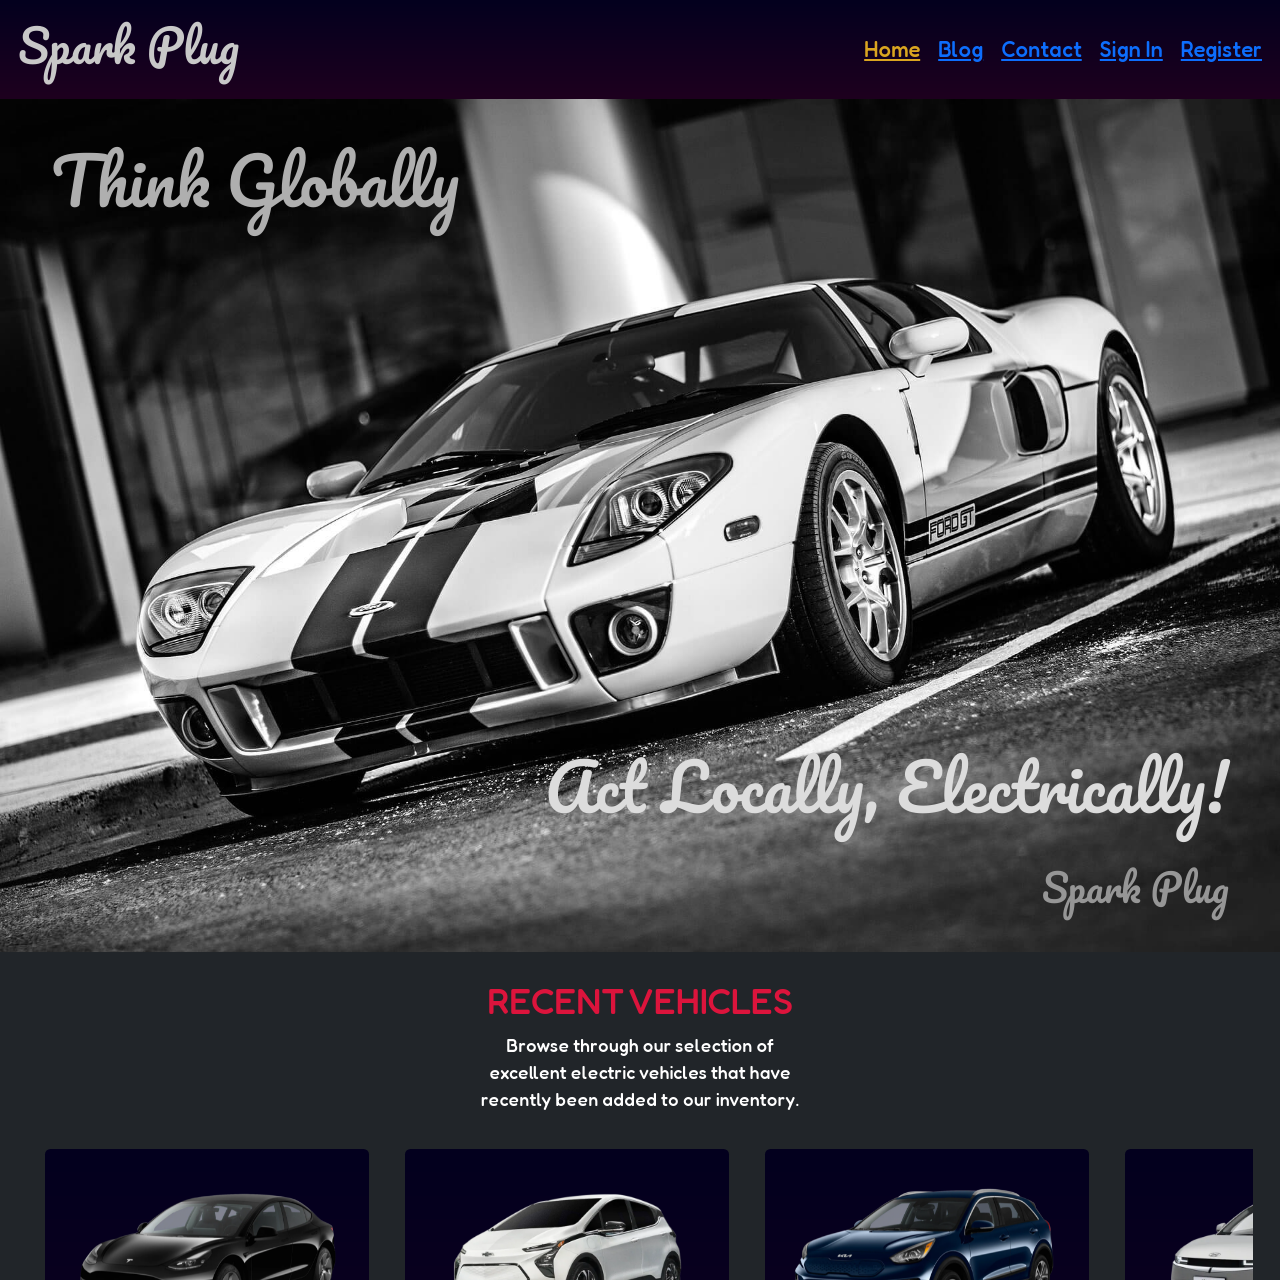 Spark Plug
Home Blog Contact Sign In Register
Think Globally
FORD GT
Act Locally, Electrically!
Spark Plug
RECENT VEHICLES
Browse through our selection of
excellent electric vehicles that have
recently been added to our inventory.